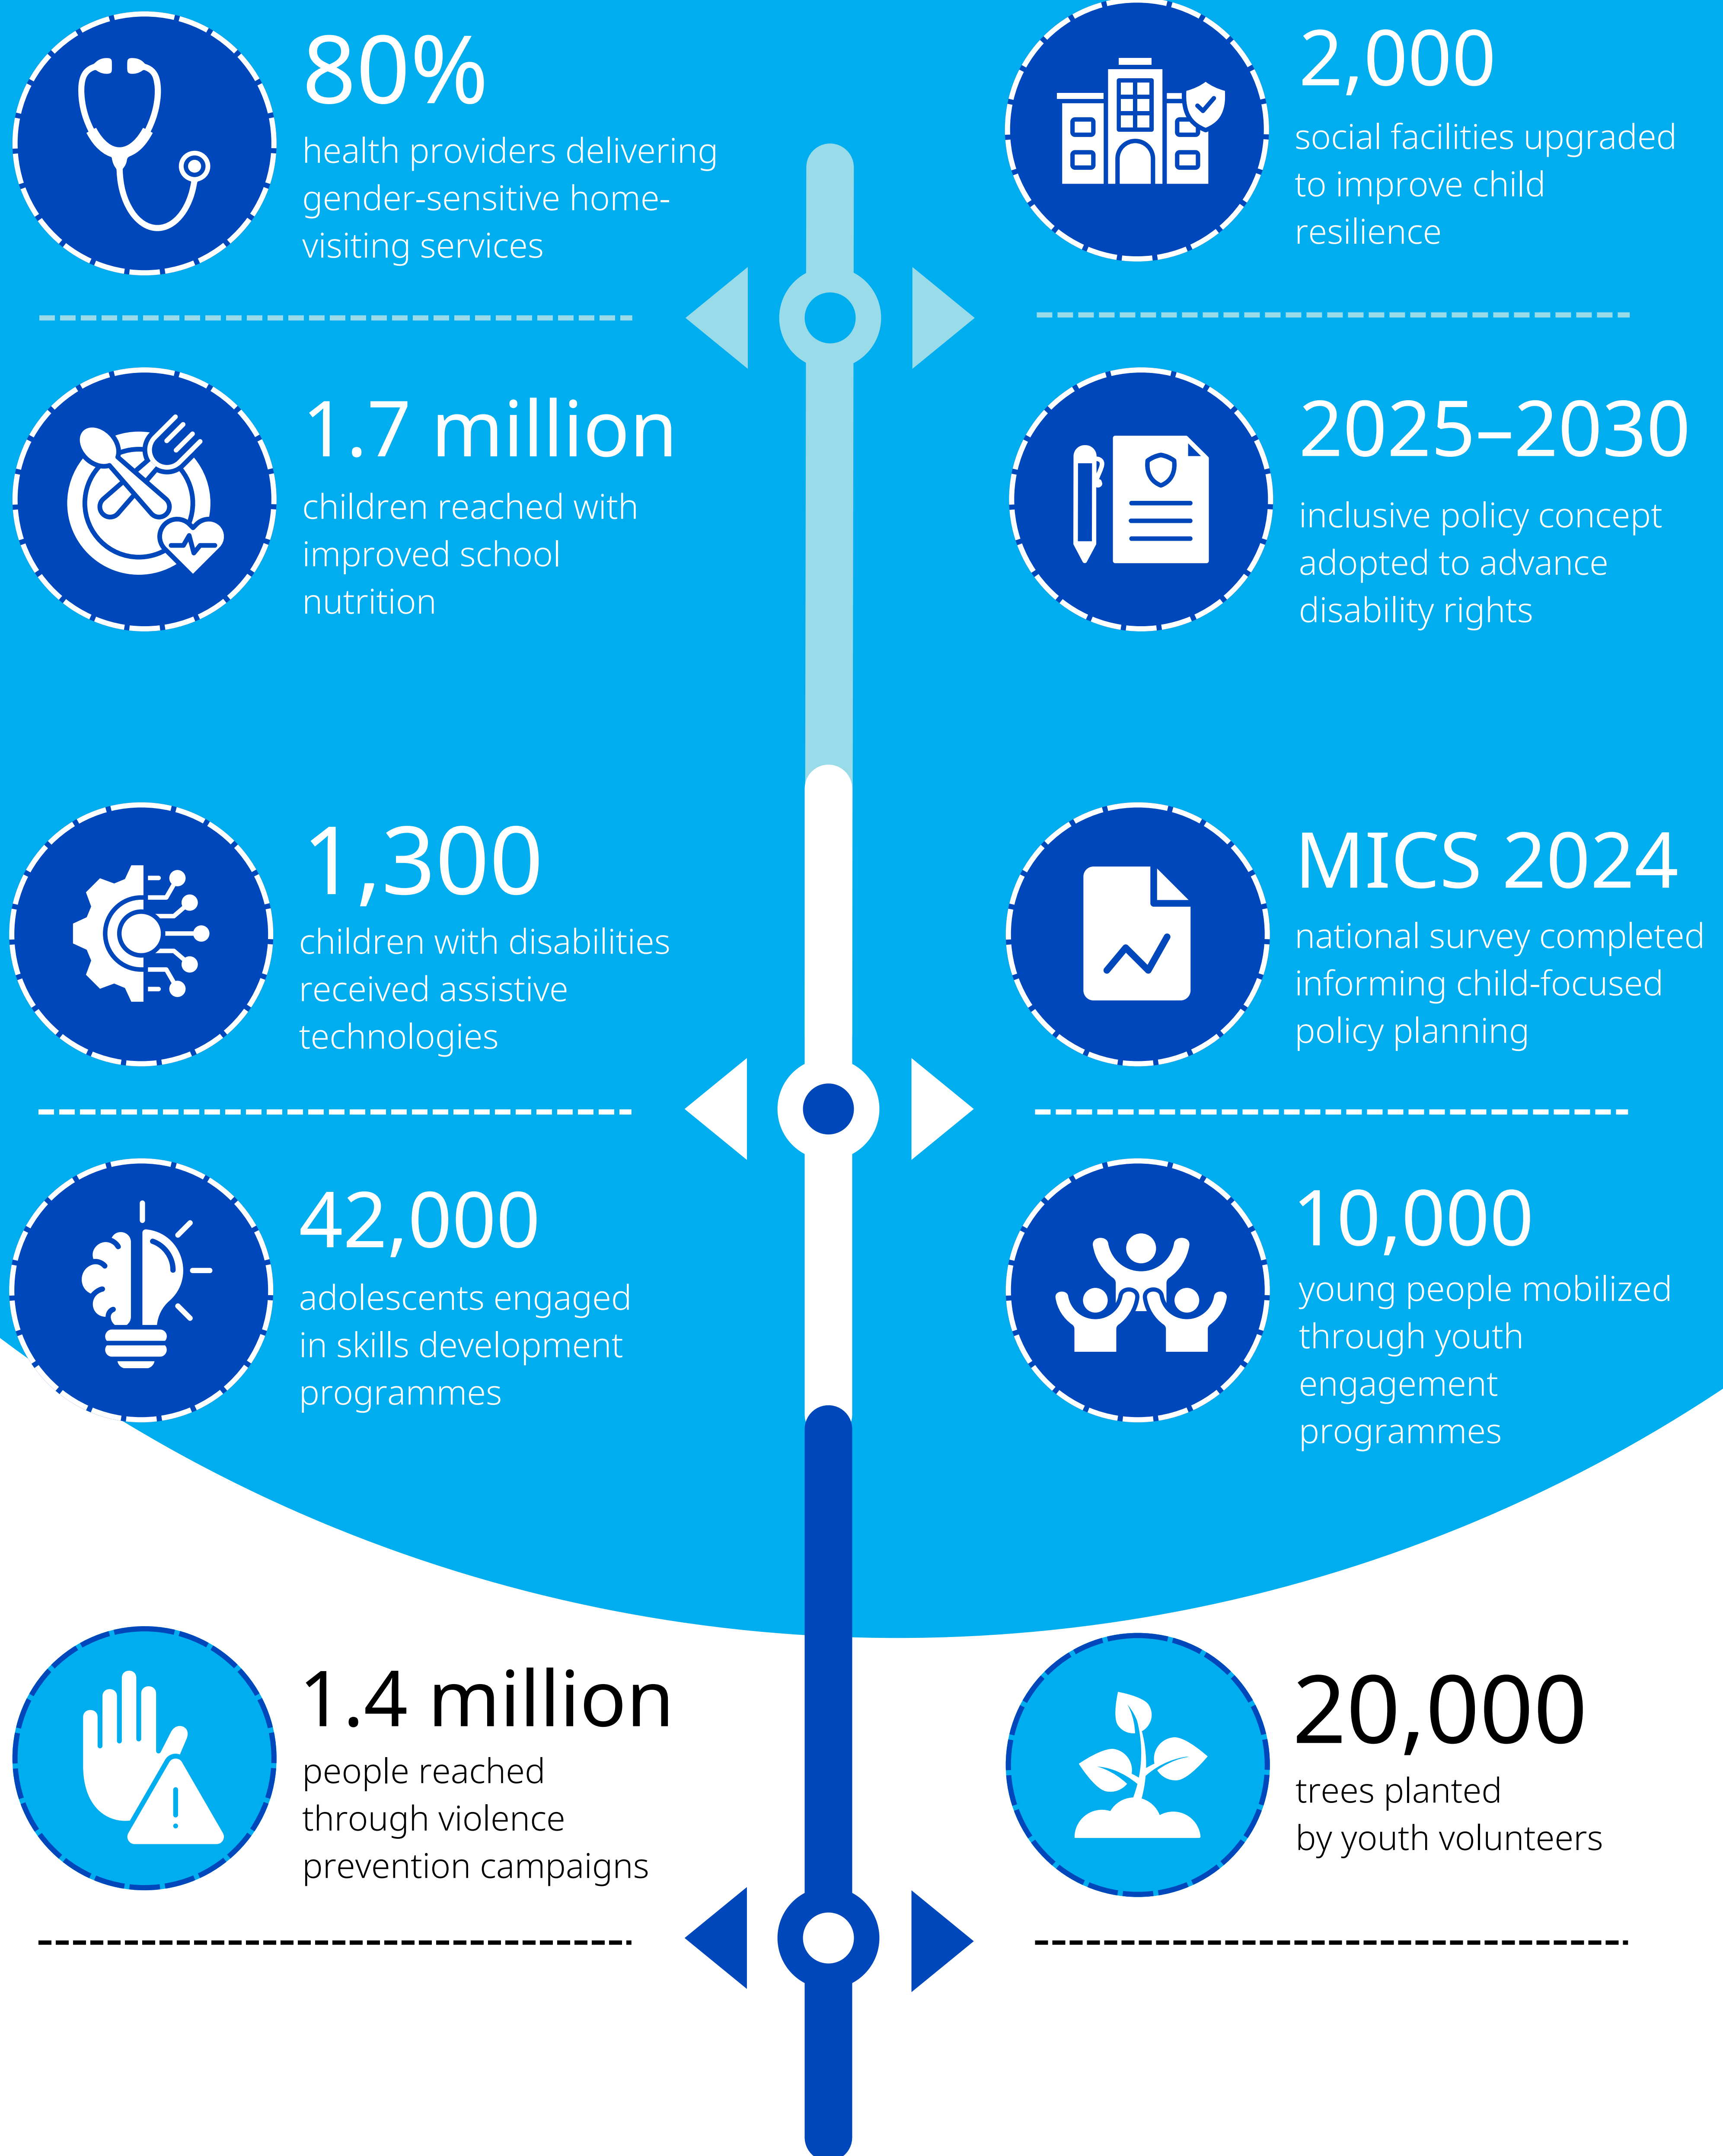 80%
health providers delivering
gender-sensitive home-
visiting services
2,000
social facilities upgraded
to improve child
resilience
1.7 million
children reached with
improved school
nutrition
2025–2030
inclusive policy concept
adopted to advance
disability rights
1,300
children with disabilities
received assistive
technologies
MICS 2024
national survey completed
informing child-focused
policy planning
42,000
adolescents engaged
in skills development
programmes
10,000
young people mobilized
through youth
engagement
programmes
1.4 million
people reached
through violence
prevention campaigns
20,000
trees planted
by youth volunteers